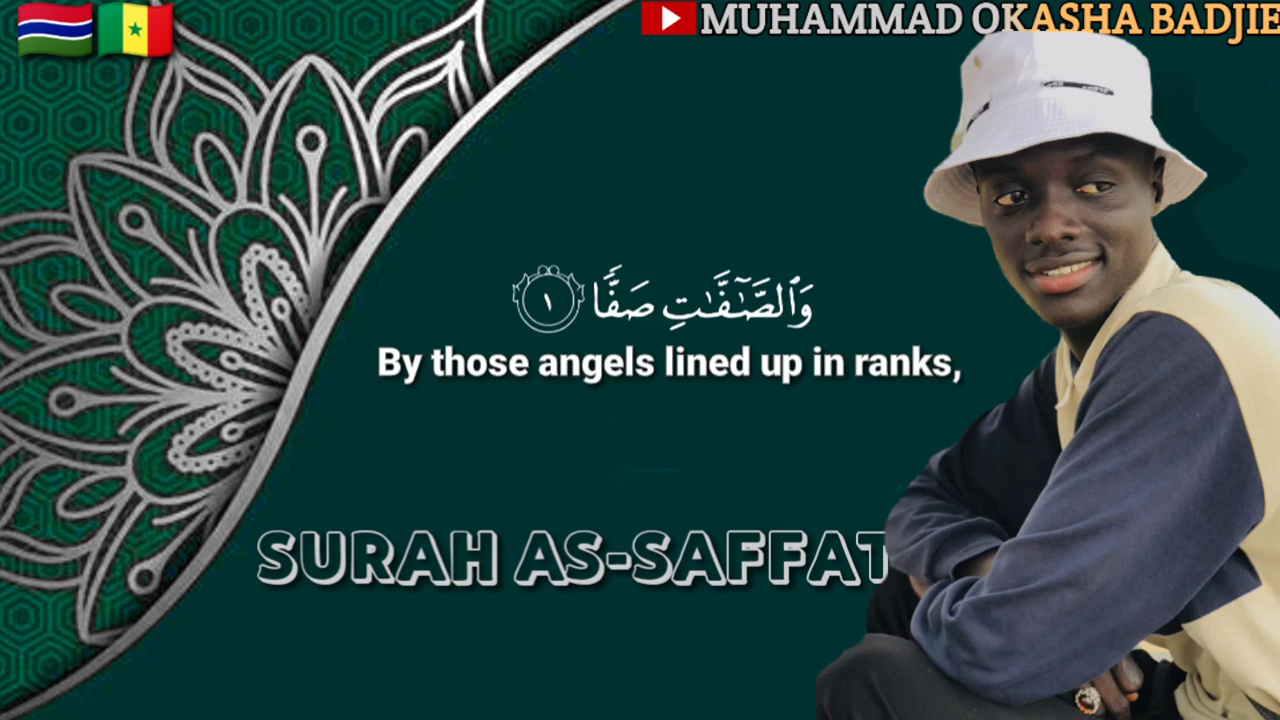 MUHAMMAD OKASHA BADJIE
وَٱلصَّـٰٓفَّـٰتِ صَفًّا ١
By those angels lined up in ranks,
SURAH AS-SAFFAT